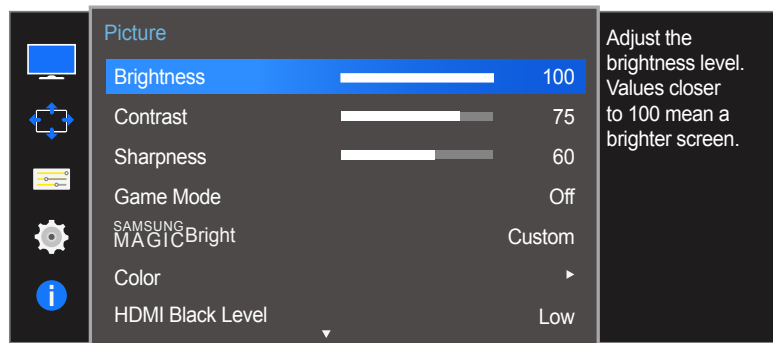 Picture
Brightness 100
Contrast 75
Sharpness 60
Game Mode Off
SAMSUNG
MAGICBright Custom
Color
HDMI Black Level Low
Adjust the
brightness level.
Values closer
to 100 mean a
brighter screen.
i